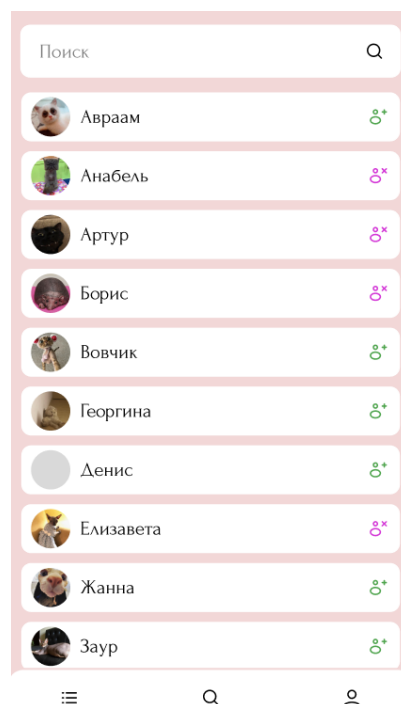 Поиск
Авраам
Анабель
Артур
Борис
Вовчик
Георгина
Денис
Елизавета
Жанна
Заур